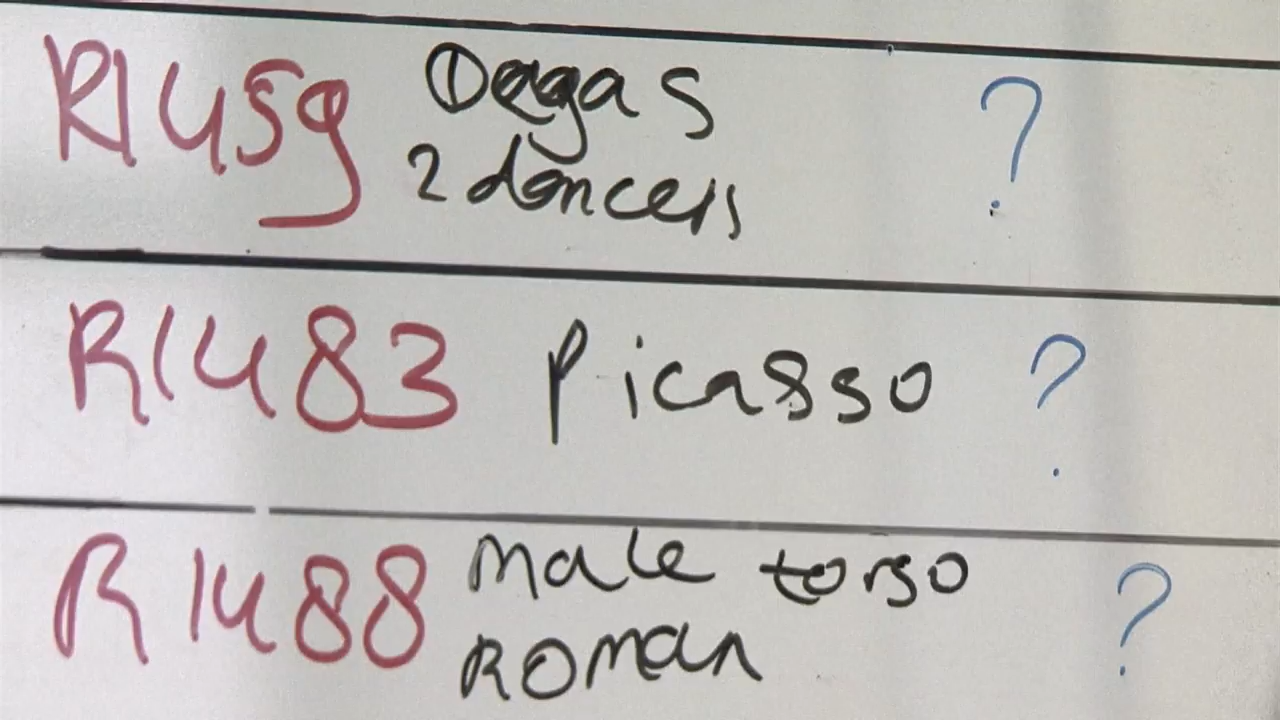 R1459 Degas ?
2 dancers
R1483 Picasso ?
R1488 male torso ?
Roman